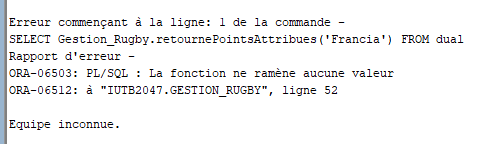 Erreur commençant à la ligne: 1 de la commande -
SELECT Gestion_Rugby.retournePointsAttribues('Francia') FROM dual
Rapport d'erreur -
ORA-06503: PL/SQL : La fonction ne ramène aucune valeur
ORA-06512: à "IUTB2047.GESTION_RUGBY", ligne 52
Equipe inconnue.